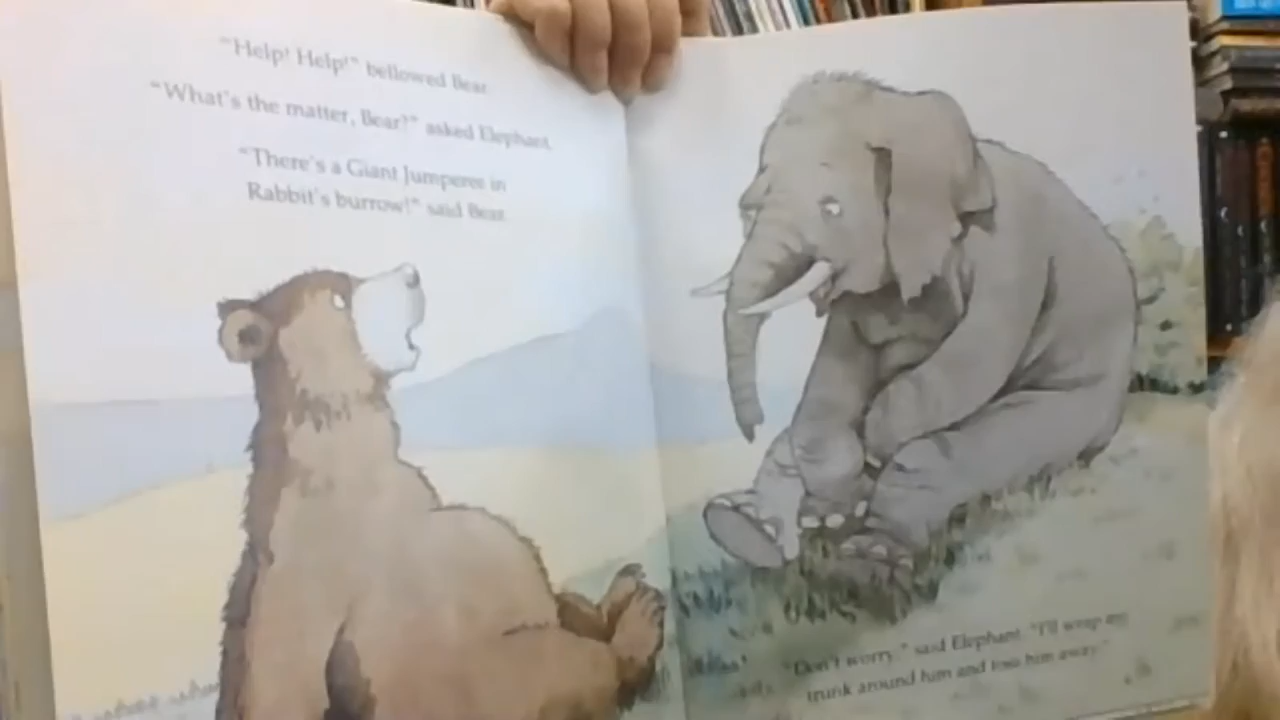 "Help! Help!" bellowed Bear.
"What's the matter, Bear?" asked Elephant.
"There's a Giant Jumperee in
Rabbit's burrow!" said Bear.
"Don't worry," said Elephant. "I'll wrap my
trunk around him and toss him away."